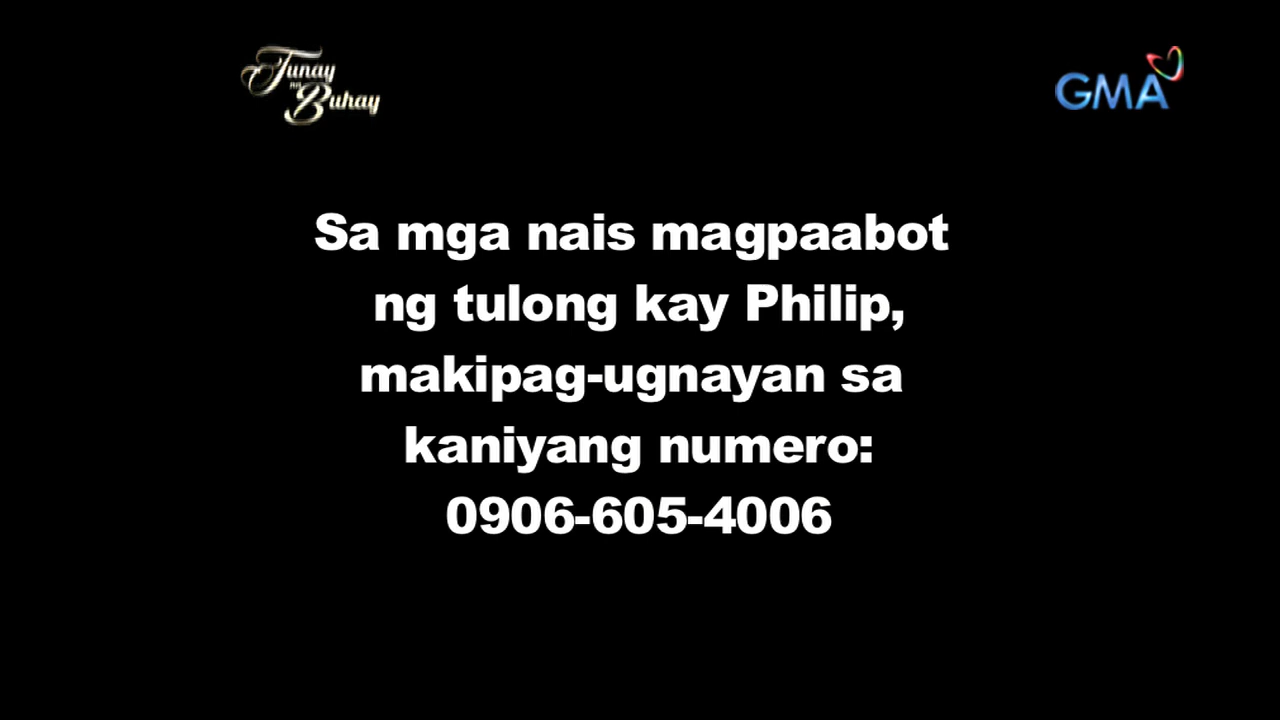 Tunay
na
Buhay
GMA
Sa mga nais magpaabot
ng tulong kay Philip,
makipag-ugnayan sa
kaniyang numero:
0906-605-4006